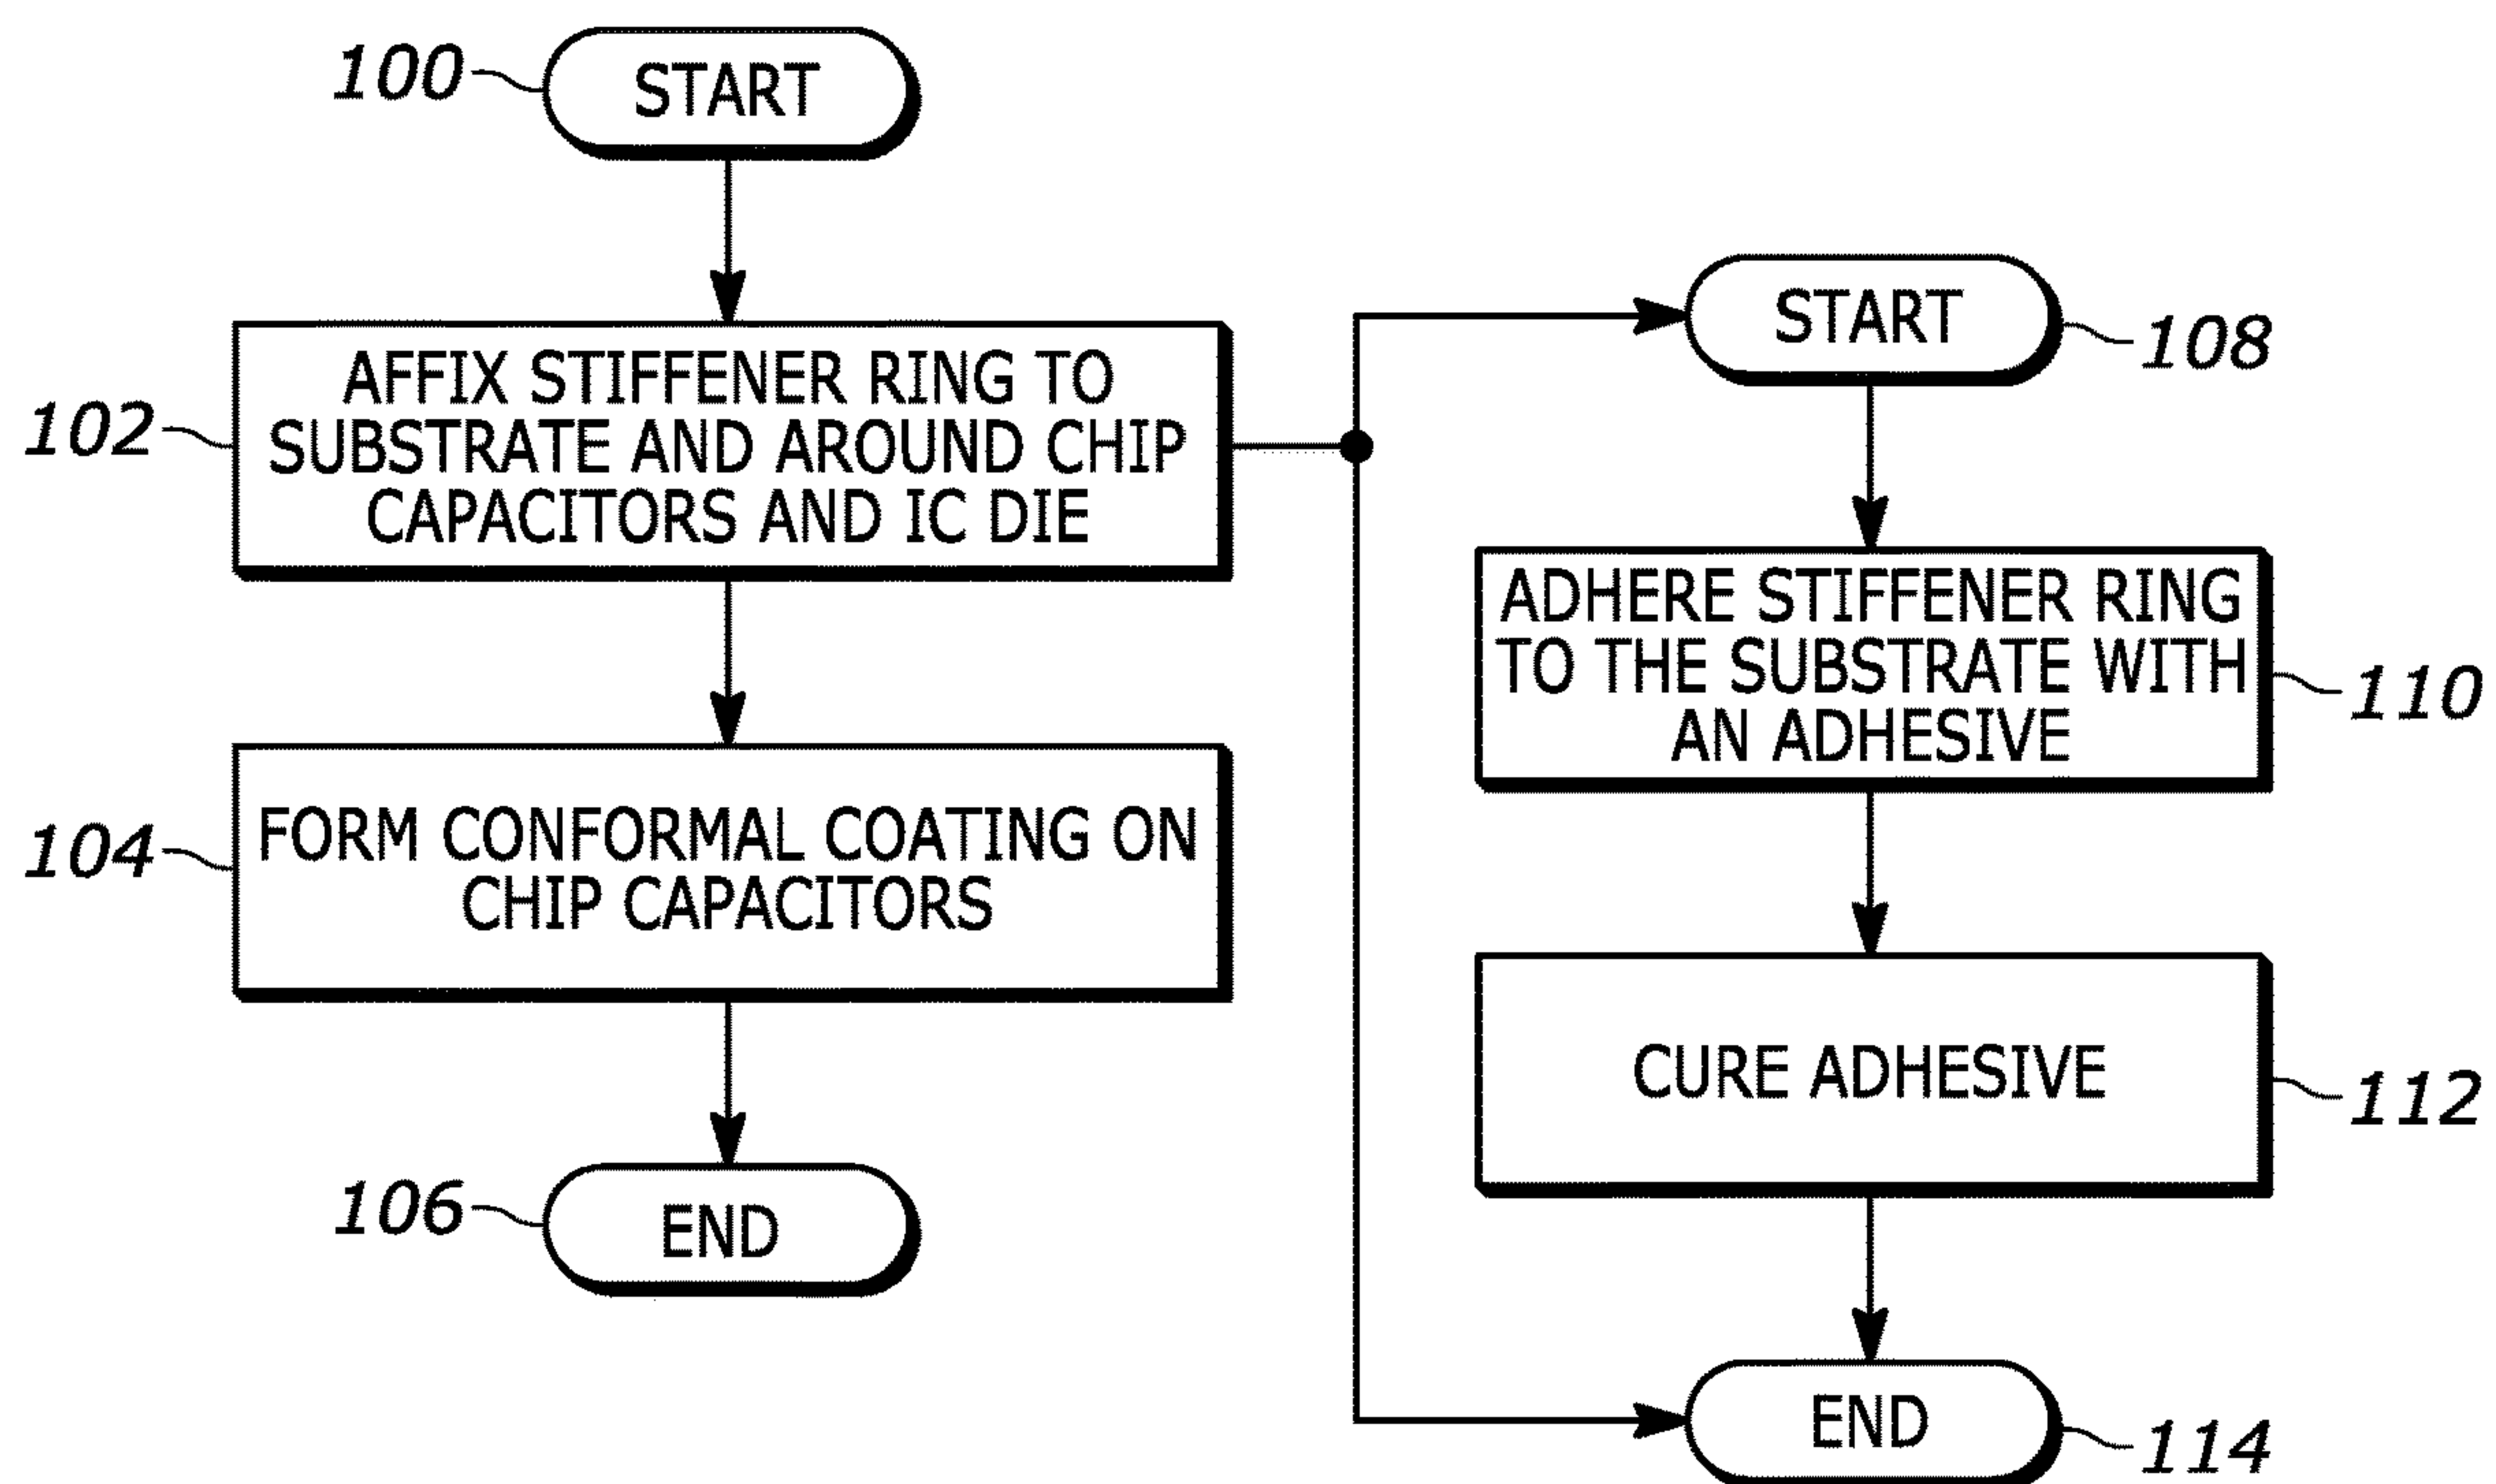 100
START
102
AFFIX STIFFENER RING TO
SUBSTRATE AND AROUND CHIP
CAPACITORS AND IC DIE
104
FORM CONFORMAL COATING ON
CHIP CAPACITORS
106
END
START
108
ADHERE STIFFENER RING
TO THE SUBSTRATE WITH
AN ADHESIVE
110
CURE ADHESIVE
112
END
114